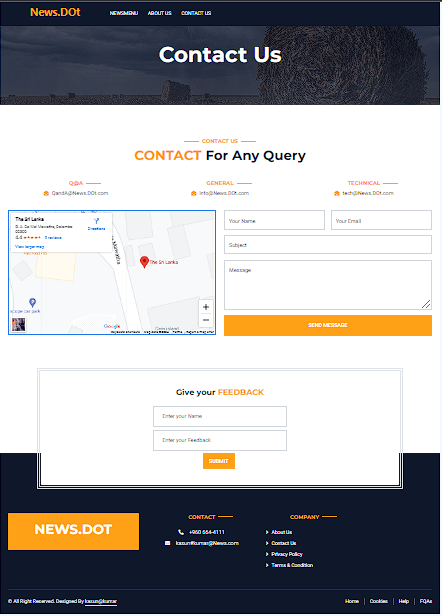 News.DOt
NEWSMENU ABOUT US CONTACT US
Contact Us
CONTACT US
CONTACT For Any Query
Q@A
QandA@News.DOt.com
GENERAL
Info@News.DOt.com
TECHNICAL
tech@News.DOt.com
The Sri Lanka
Directions
4.4 ★★★★☆ 5 reviews
View larger map
The Sri Lanka
Google
Your Name
Your Email
Subject
Message
SEND MESSAGE
Give your FEEDBACK
Enter your Name
Enter your Feedback
SUBMIT
NEWS.DOT
CONTACT
+960 664-4111
kasun#kumar@News.com
COMPANY
About Us
Contact Us
Privacy Policy
Terms & Condition
© All Right Reserved. Designed By kasun@kumar
Home Cookies Help FQAs